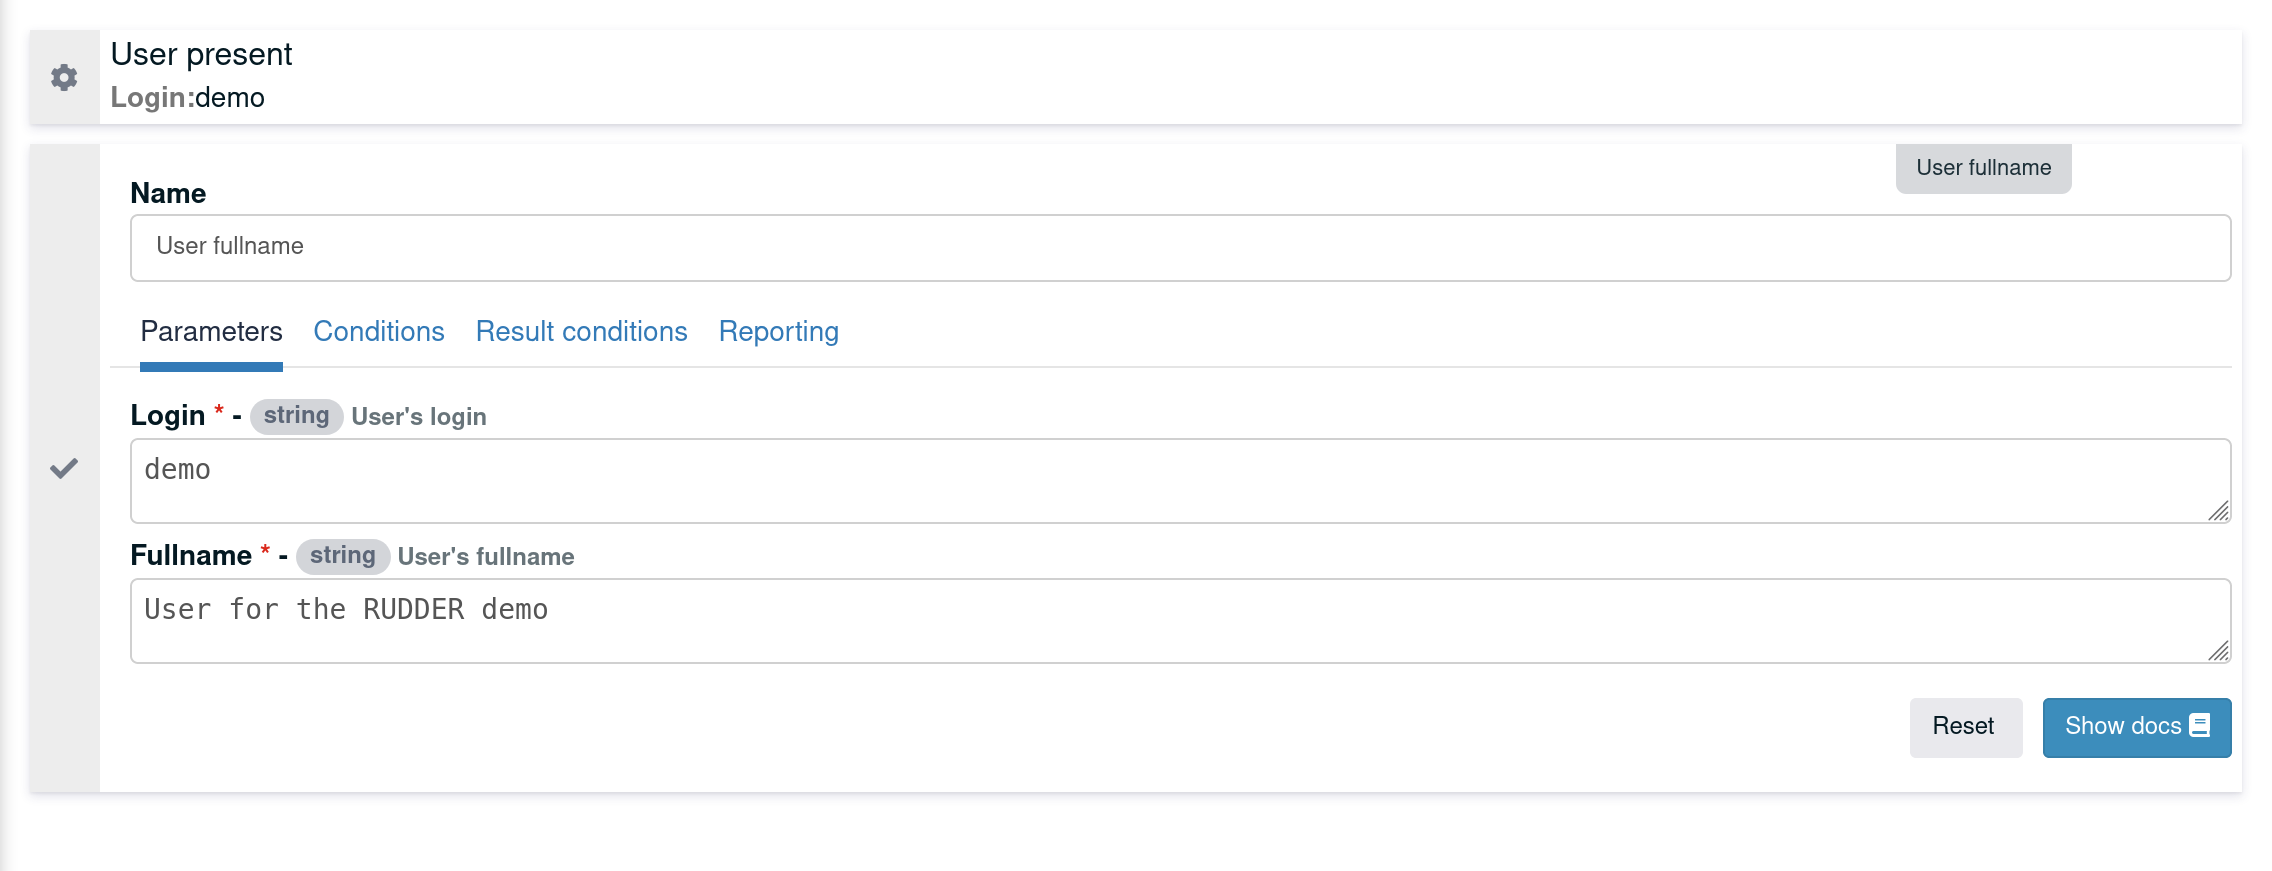 User present
Login:demo
User fullname
Name
User fullname
Parameters Conditions Result conditions Reporting
Login * - string User's login
demo
Fullname * - string User's fullname
User for the RUDDER demo
Reset Show docs